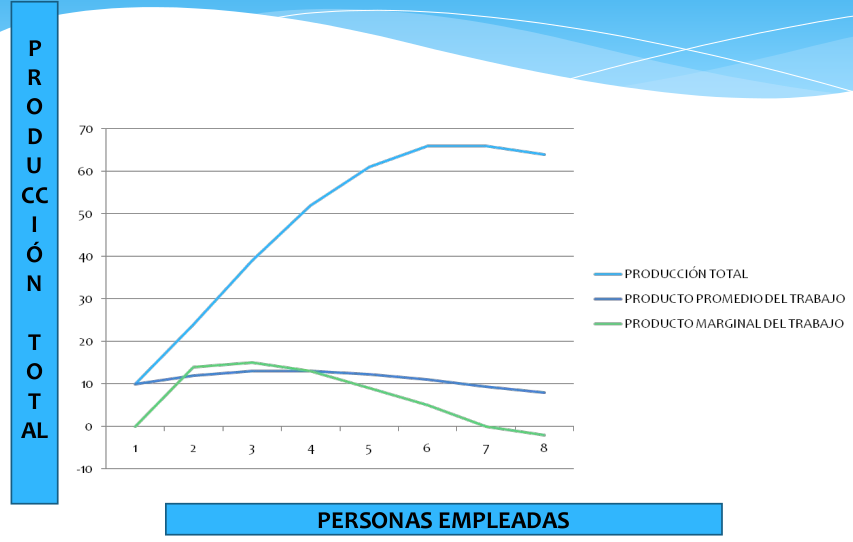 P
R
O
D
U
CC
I
Ó
N
T
O
T
AL
70
60
50
40
30
20
10
0
-10
1 2 3 4 5 6 7 8
PRODUCCIÓN TOTAL
PRODUCTO PROMEDIO DEL TRABAJO
PRODUCTO MARGINAL DEL TRABAJO
PERSONAS EMPLEADAS